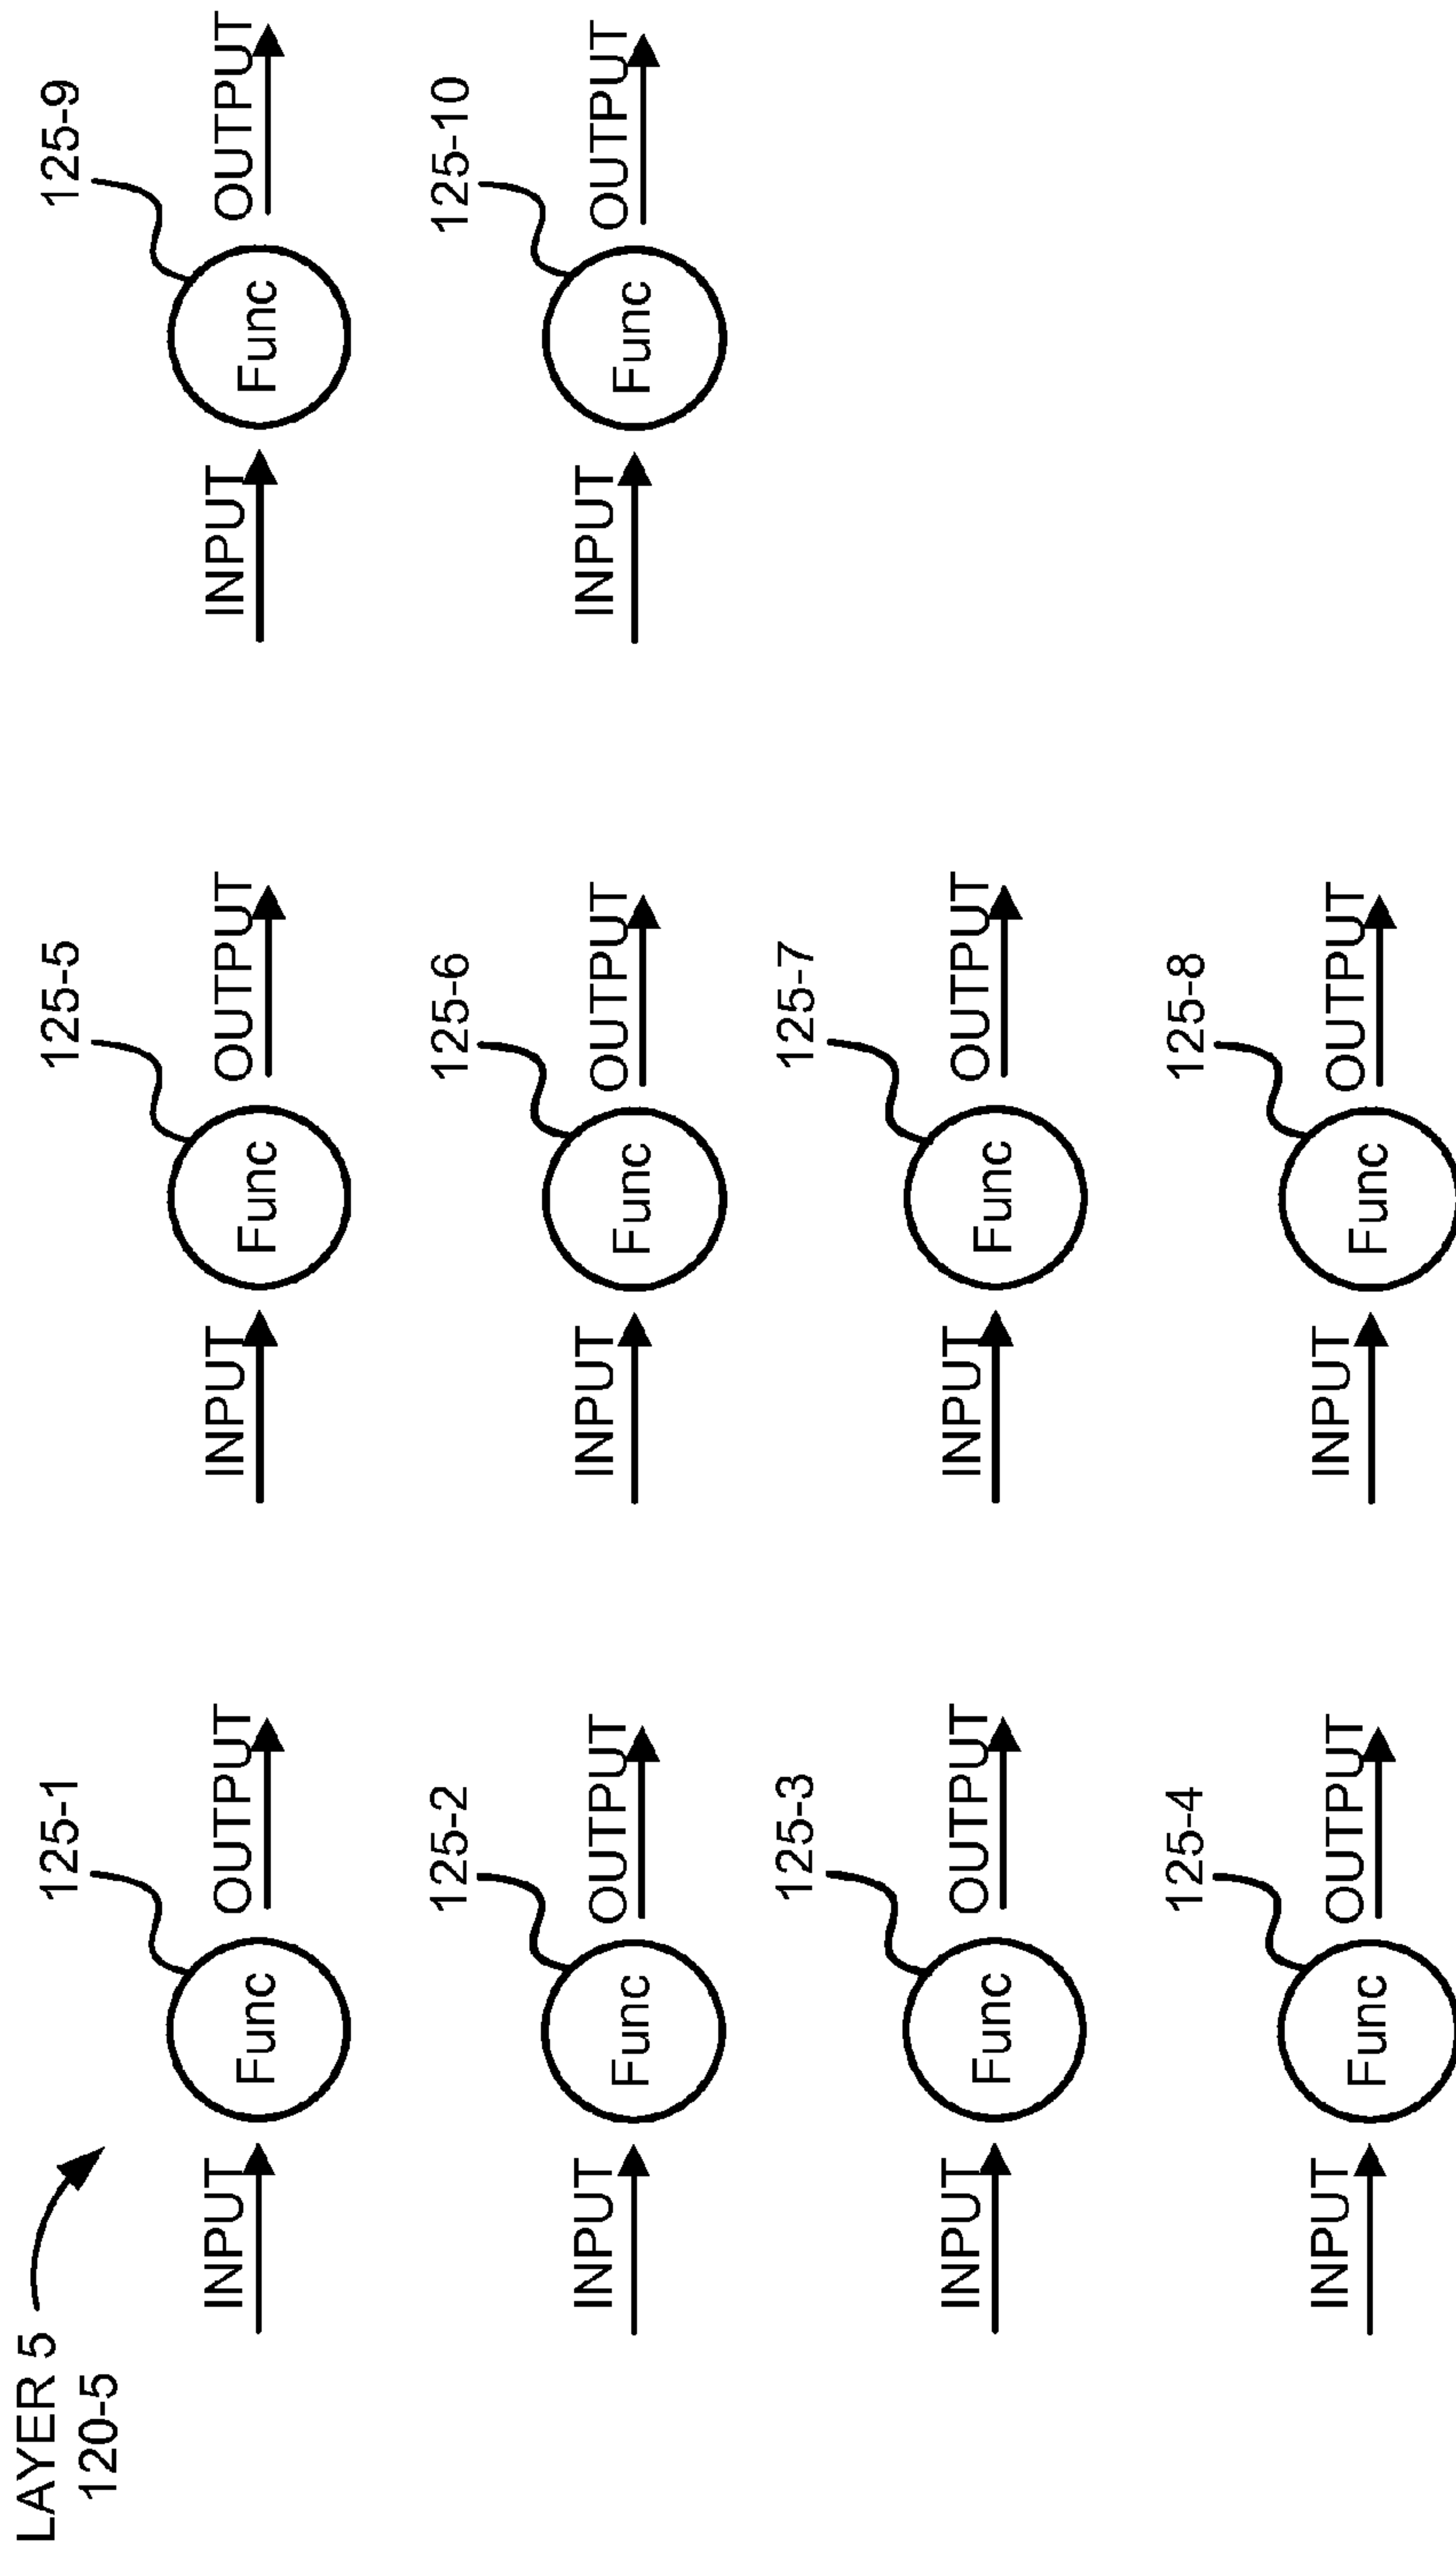 LAYER 5
120-5
125-1
INPUT
Func
OUTPUT
125-2
INPUT
Func
OUTPUT
125-3
INPUT
Func
OUTPUT
125-4
INPUT
Func
OUTPUT
125-5
INPUT
Func
OUTPUT
125-6
INPUT
Func
OUTPUT
125-7
INPUT
Func
OUTPUT
125-8
INPUT
Func
OUTPUT
125-9
INPUT
Func
OUTPUT
125-10
INPUT
Func
OUTPUT